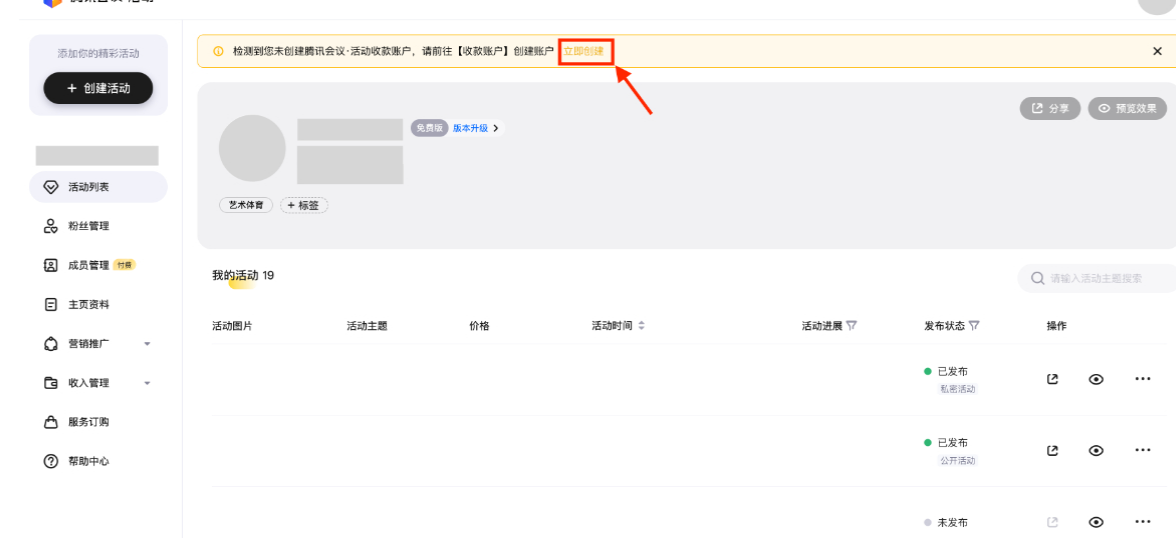 添加你的精彩活动
检测到您未创建腾讯会议·活动收款账户，请前往【收款账户】创建账户 立即创建
+ 创建活动
分享
预览效果
免费版 版本升级
艺术体育 + 标签
活动列表
粉丝管理
成员管理 付费
主页资料
营销推广
收入管理
服务订购
帮助中心
我的活动 19
请输入活动主题搜索
活动图片 活动主题 价格 活动时间 活动进展 发布状态 操作
已发布
私密活动
已发布
公开活动
未发布